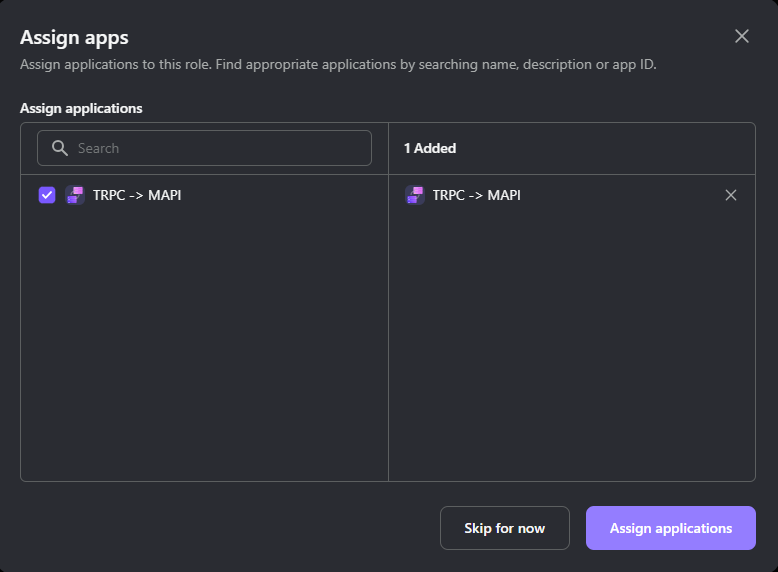 Assign apps
Assign applications to this role. Find appropriate applications by searching name, description or app ID.
Assign applications
Search
1 Added
TRPC -> MAPI
TRPC -> MAPI
Skip for now
Assign applications